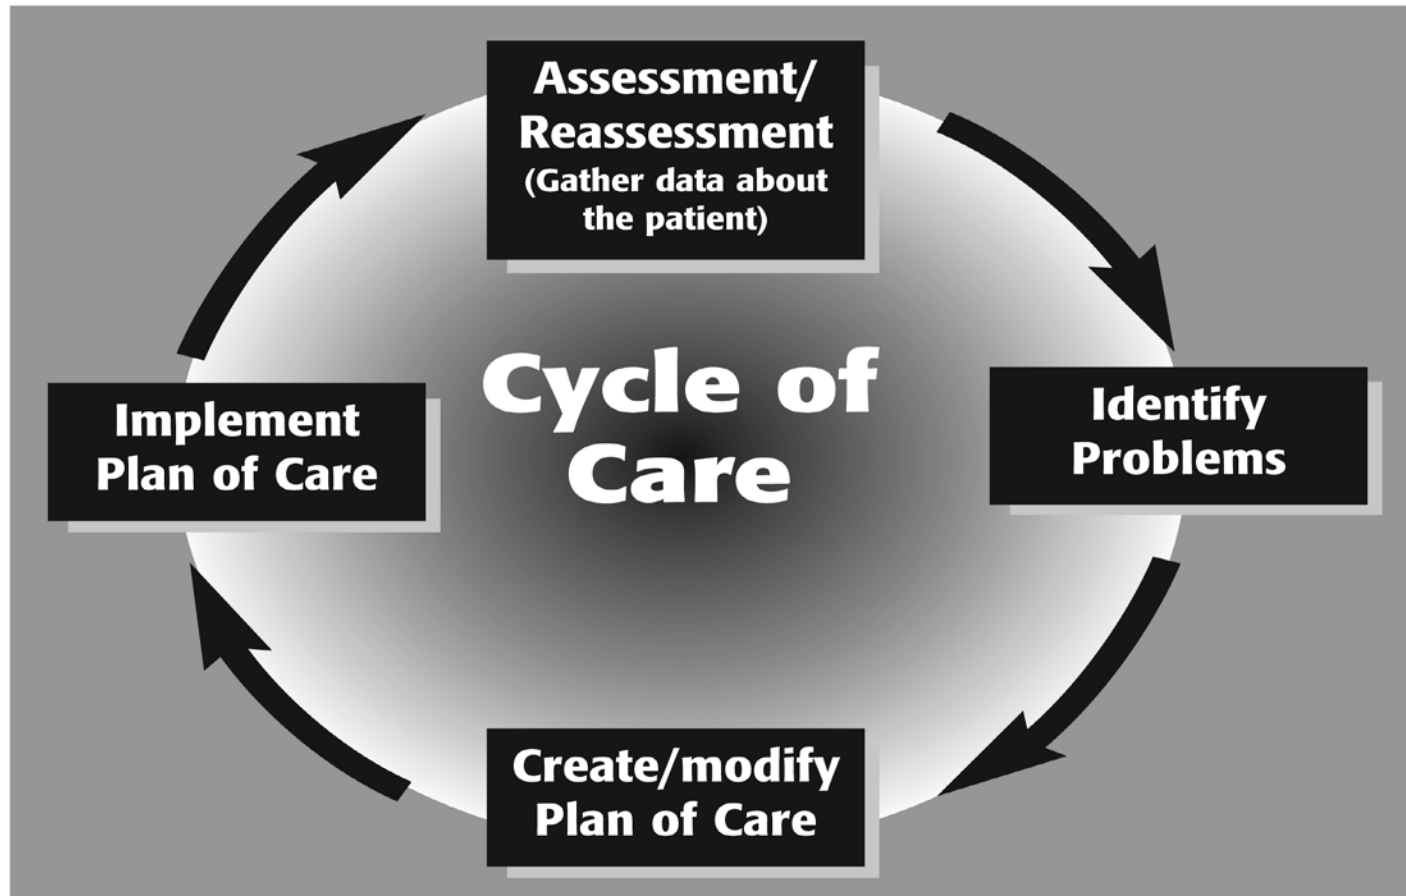 Assessment/
Reassessment
(Gather data about
the patient)
Cycle of
Care
Implement
Plan of Care
Identify
Problems
Create/modify
Plan of Care